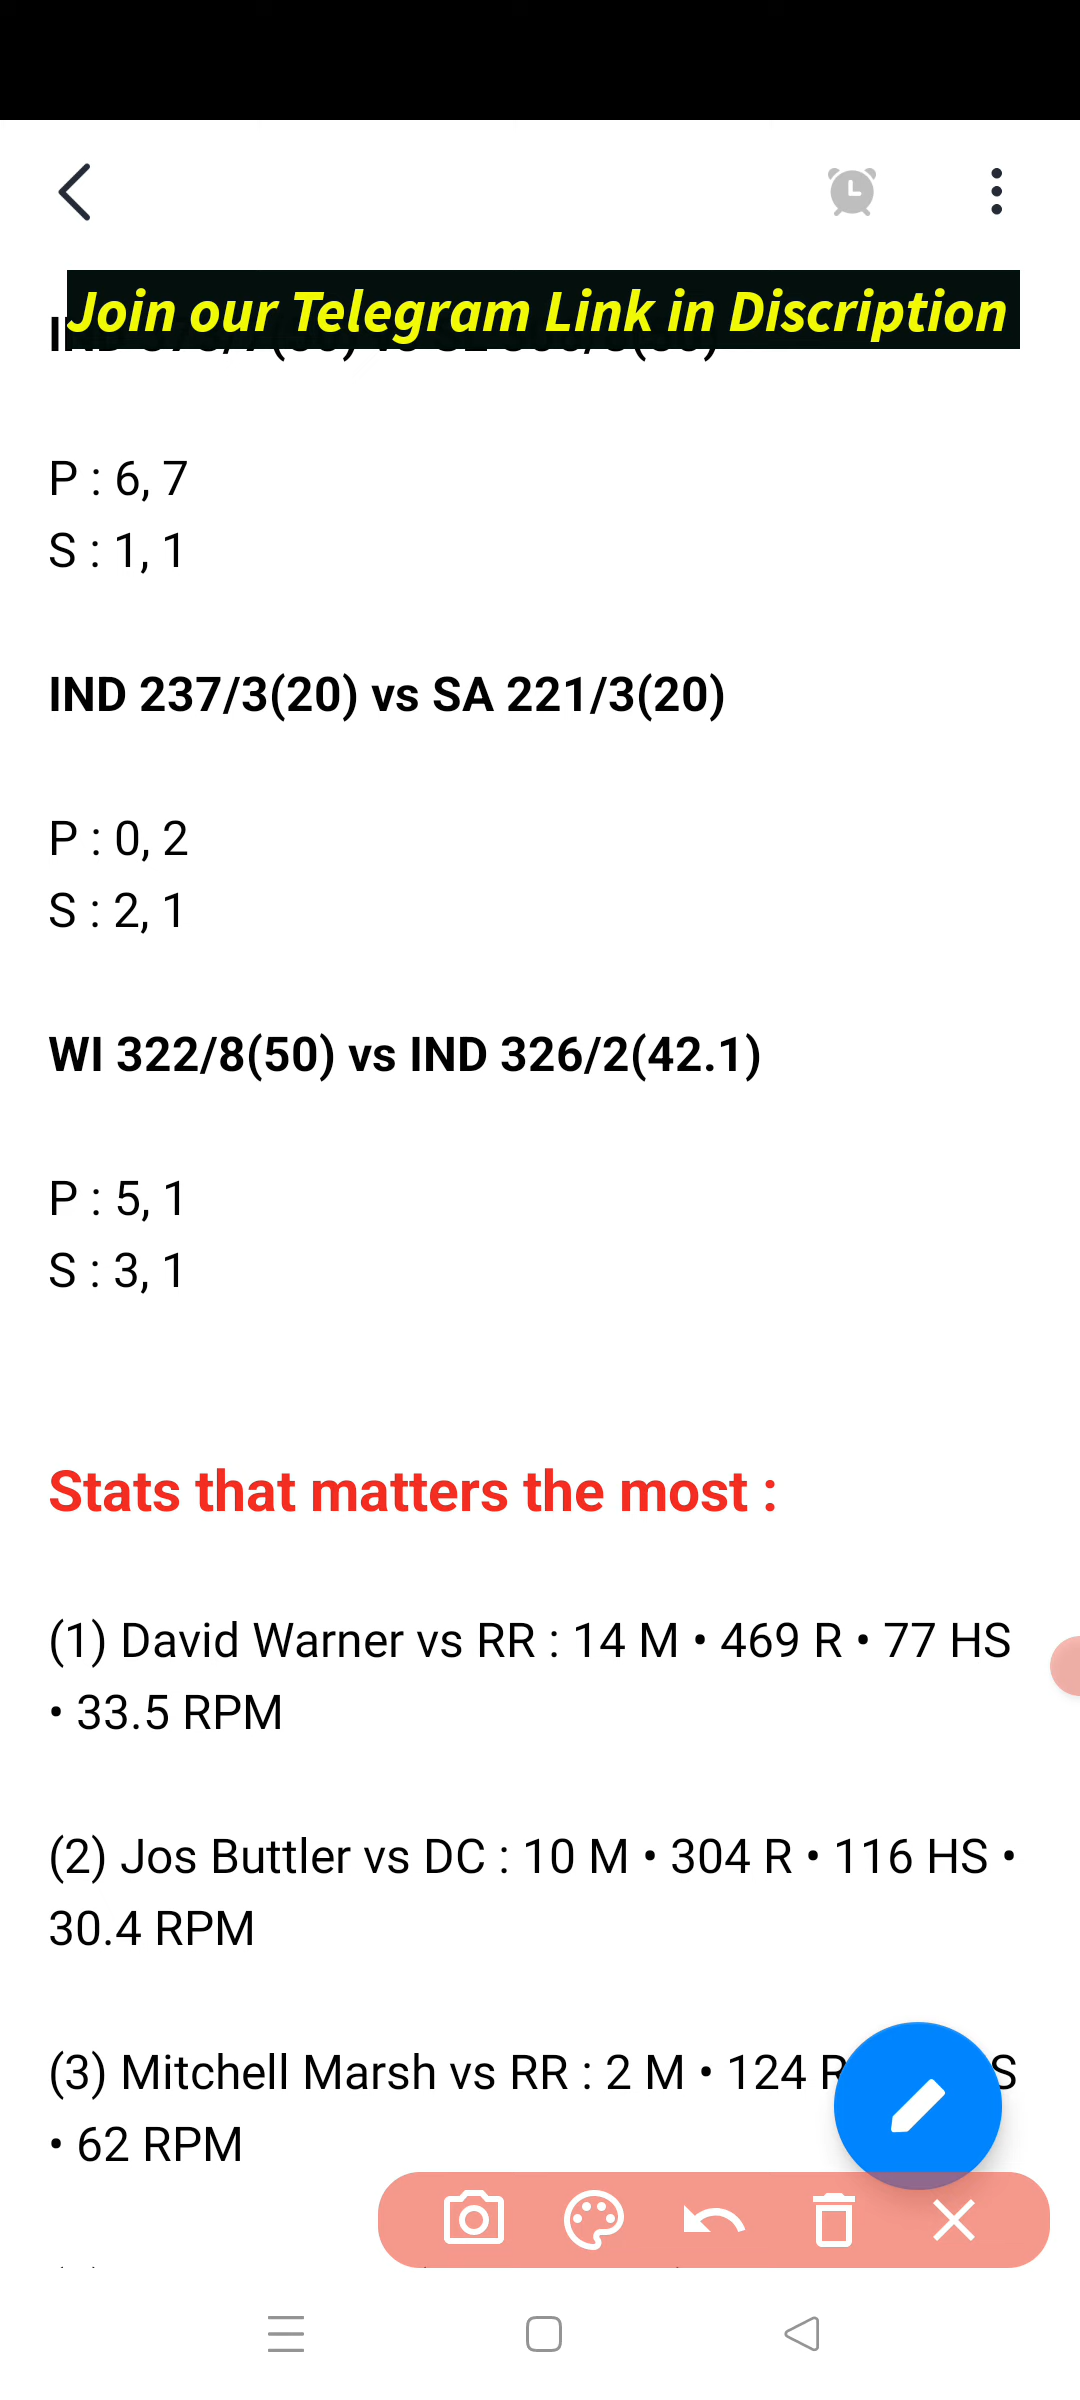 Join our Telegram Link in Discription
P : 6, 7
S : 1, 1
IND 237/3(20) vs SA 221/3(20)
P : 0, 2
S : 2, 1
WI 322/8(50) vs IND 326/2(42.1)
P : 5, 1
S : 3, 1
Stats that matters the most :
(1) David Warner vs RR : 14 M • 469 R • 77 HS
• 33.5 RPM
(2) Jos Buttler vs DC : 10 M • 304 R • 116 HS •
30.4 RPM
(3) Mitchell Marsh vs RR : 2 M • 124 R
• 62 RPM